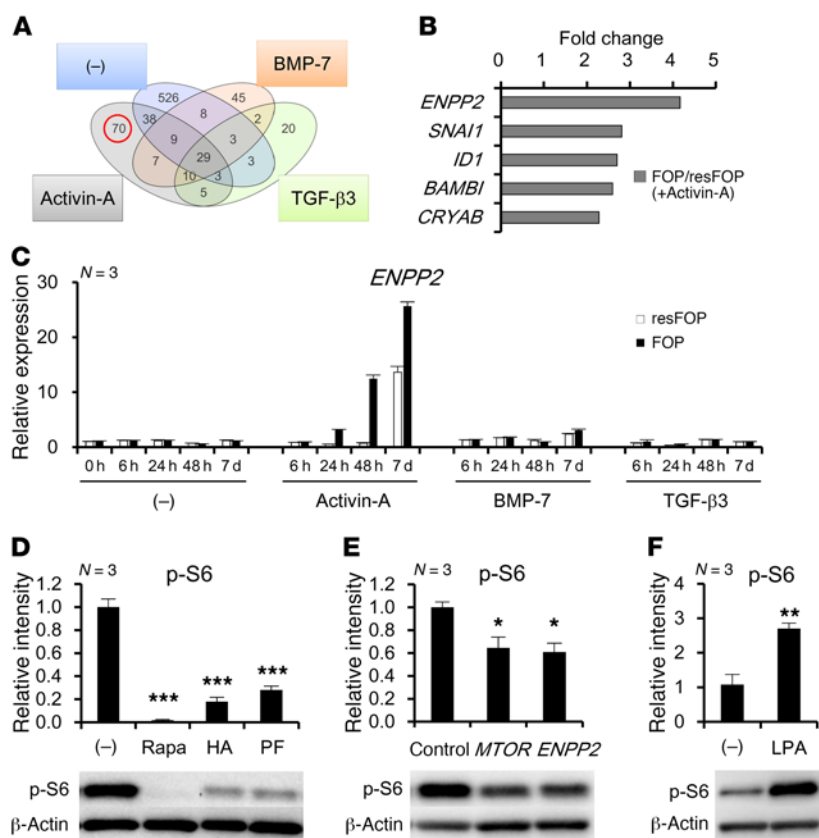 A
(–)
BMP-7
Activin-A
TGF-β3
526
45
38
8
2
20
70
9
3
7
29
3
10
3
5
B
Fold change
0 1 2 3 4 5
ENPP2
SNAI1
ID1
BAMBI
CRYAB
FOP/resFOP
(+Activin-A)
C
N = 3
ENPP2
Relative expression
30
20
10
0
resFOP
FOP
0 h 6 h 24 h 48 h 7 d
6 h 24 h 48 h 7 d
6 h 24 h 48 h 7 d
6 h 24 h 48 h 7 d
(–) Activin-A BMP-7 TGF-β3
D
N = 3
p-S6
Relative intensity
1.2
1.0
0.8
0.6
0.4
0.2
0.0
***
***
***
(–) Rapa HA PF
p-S6
β-Actin
E
N = 3
p-S6
Relative intensity
1.2
1.0
0.8
0.6
0.4
0.2
0.0
*
*
Control MTOR ENPP2
p-S6
β-Actin
F
N = 3
p-S6
Relative intensity
4
3
2
1
0
**
(–) LPA
p-S6
β-Actin